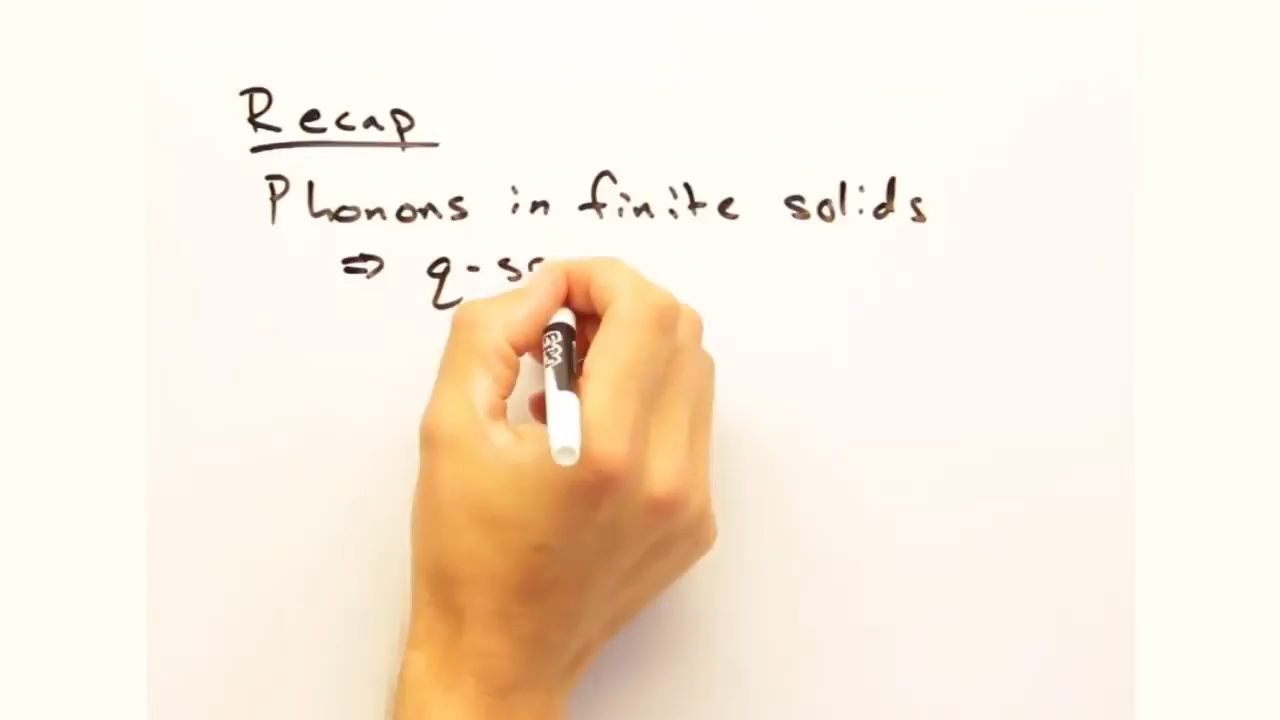 Recap
Phonons in finite solids
⇒ q-